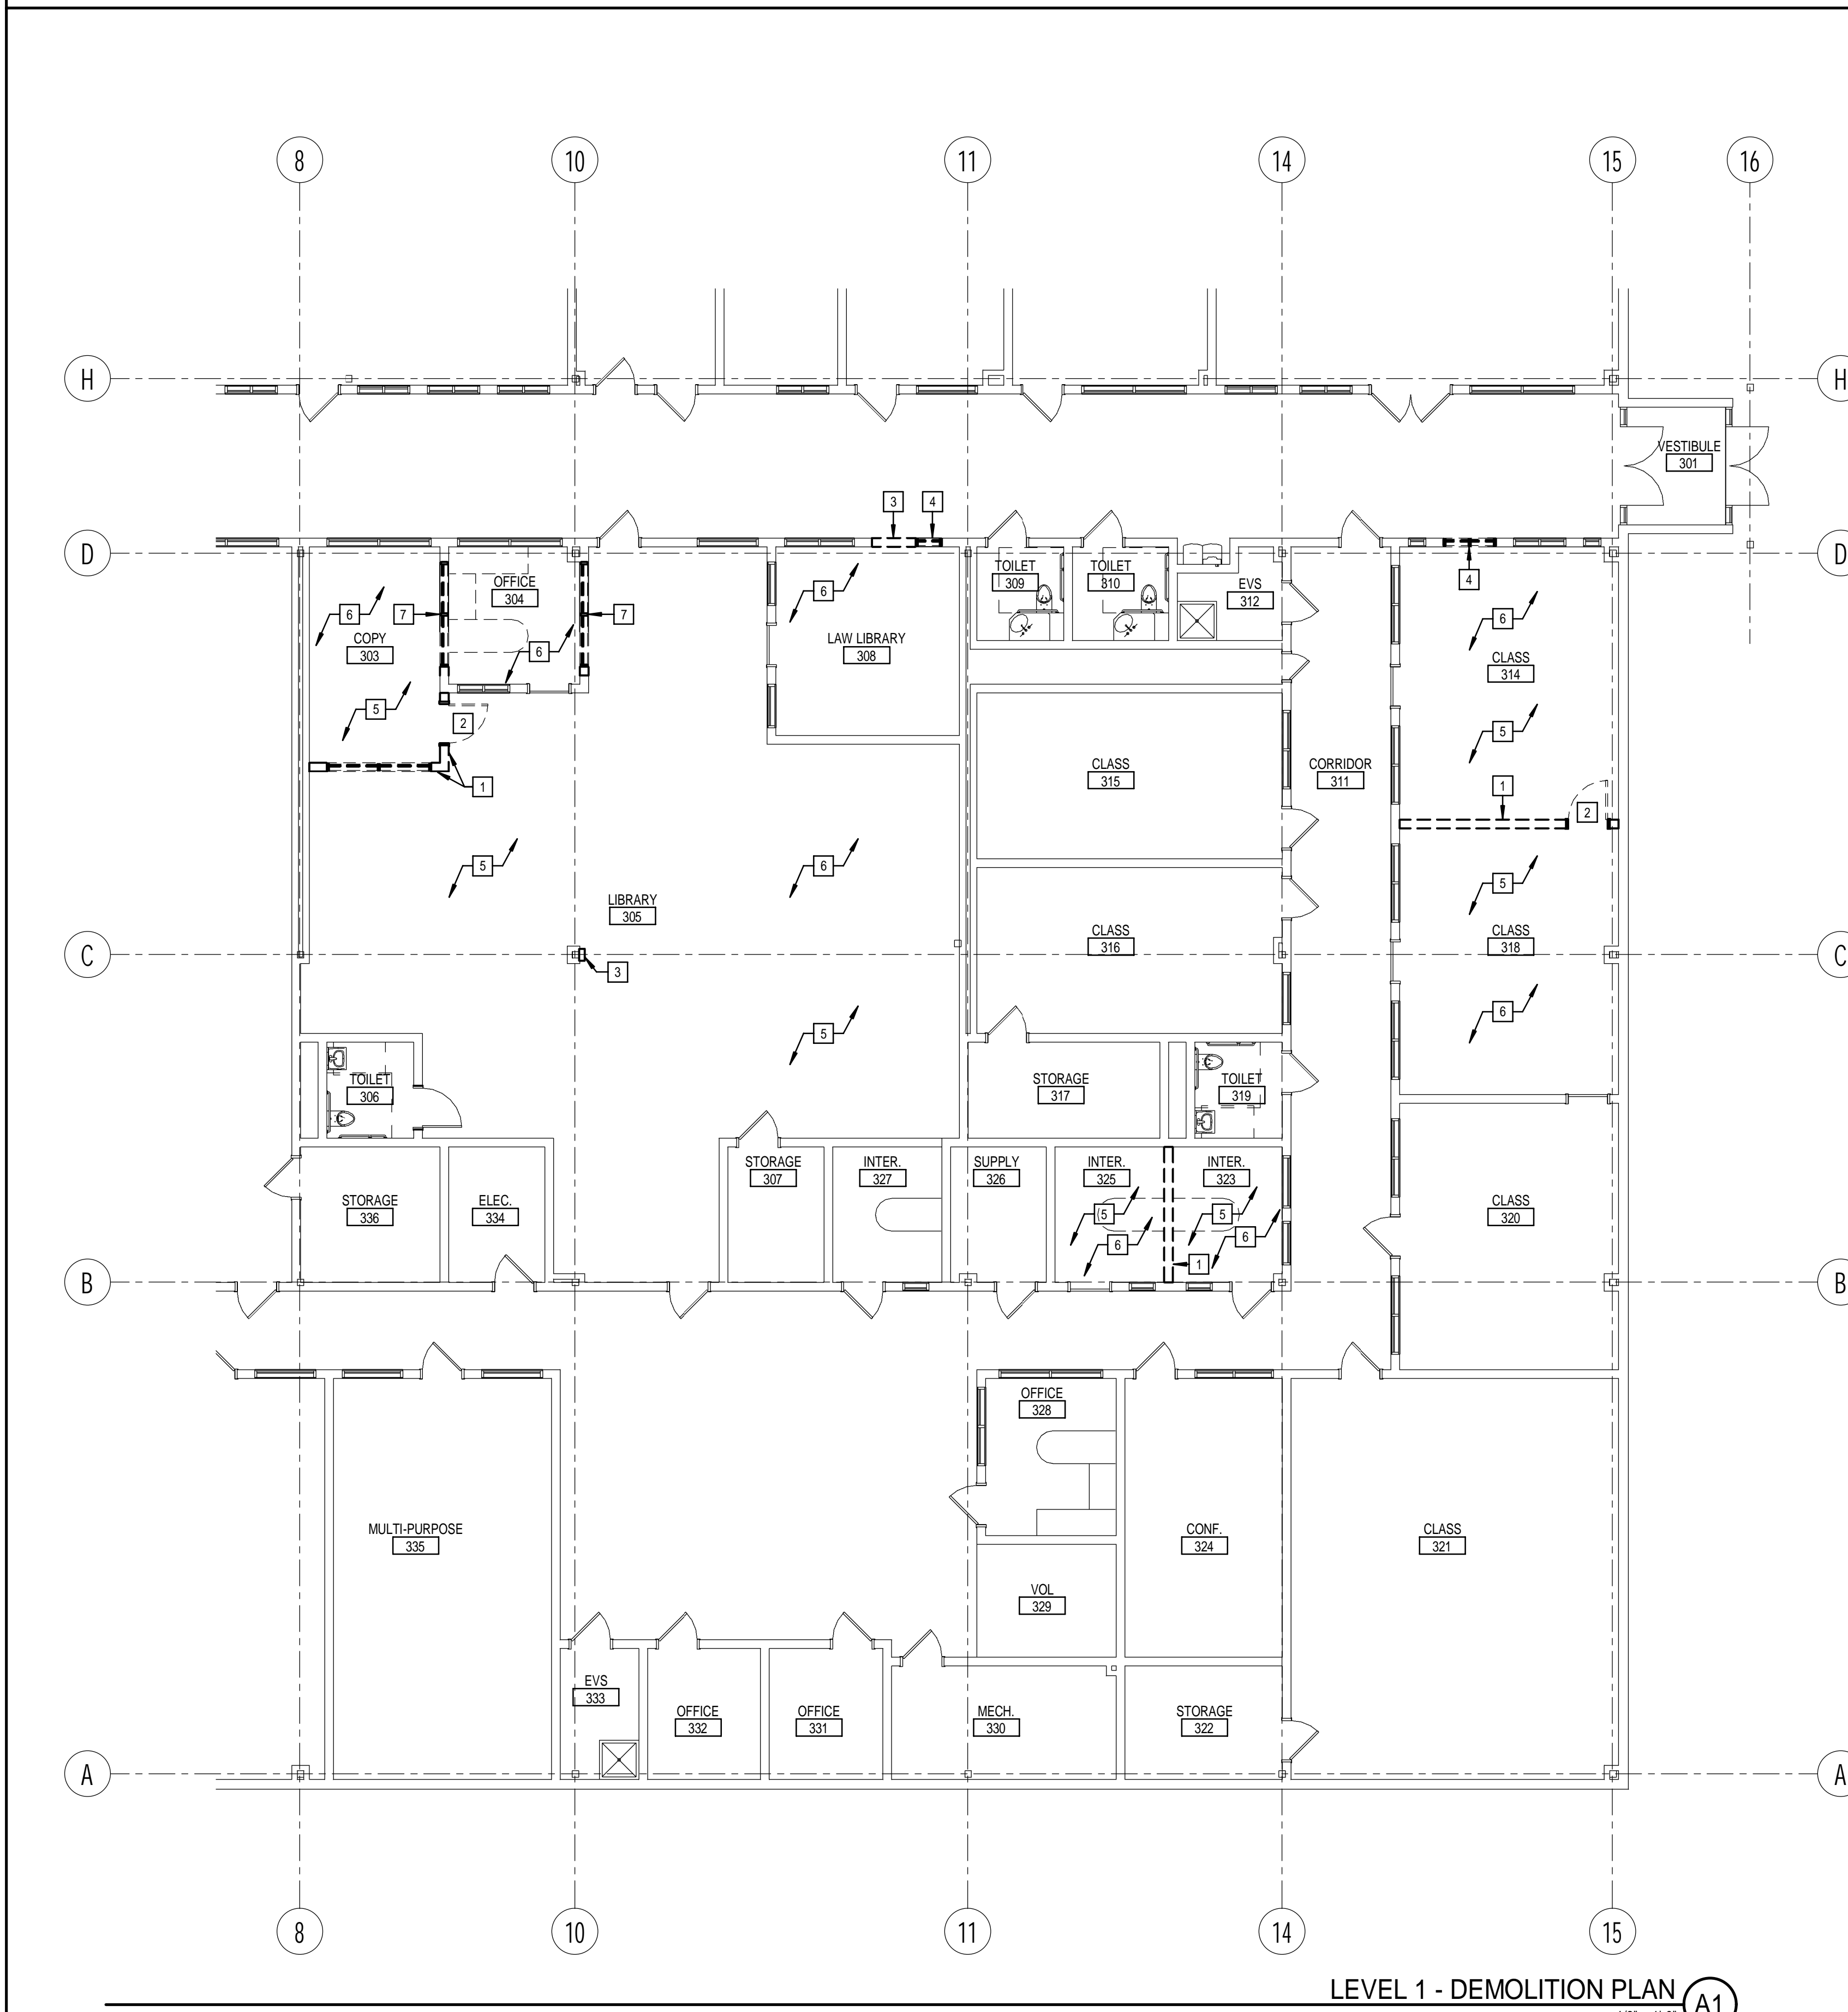 8 10 11 14 15 16
H H
VESTIBULE
301
3 4
D D
4
TOILET
309
TOILET
310
EVS
312
OFFICE
304
6 7 7 6 6
COPY
303
LAW LIBRARY
308
6
CLASS
314
5 2 5
CLASS
315
CORRIDOR
311
1 1 2
5 6 5
LIBRARY
305
CLASS
316
CLASS
318
C C
3
6
5
TOILET
306
STORAGE
317
TOILET
319
STORAGE
307
INTER.
327
SUPPLY
326
INTER.
325
INTER.
323
STORAGE
336
ELEC.
334
CLASS
320
5 5
6 6
1
B B
OFFICE
328
MULTI-PURPOSE
335
CONF.
324
CLASS
321
VOL
329
EVS
333
OFFICE
332
OFFICE
331
MECH.
330
STORAGE
322
A A
8 10 11 14 15
LEVEL 1 - DEMOLITION PLAN
A1